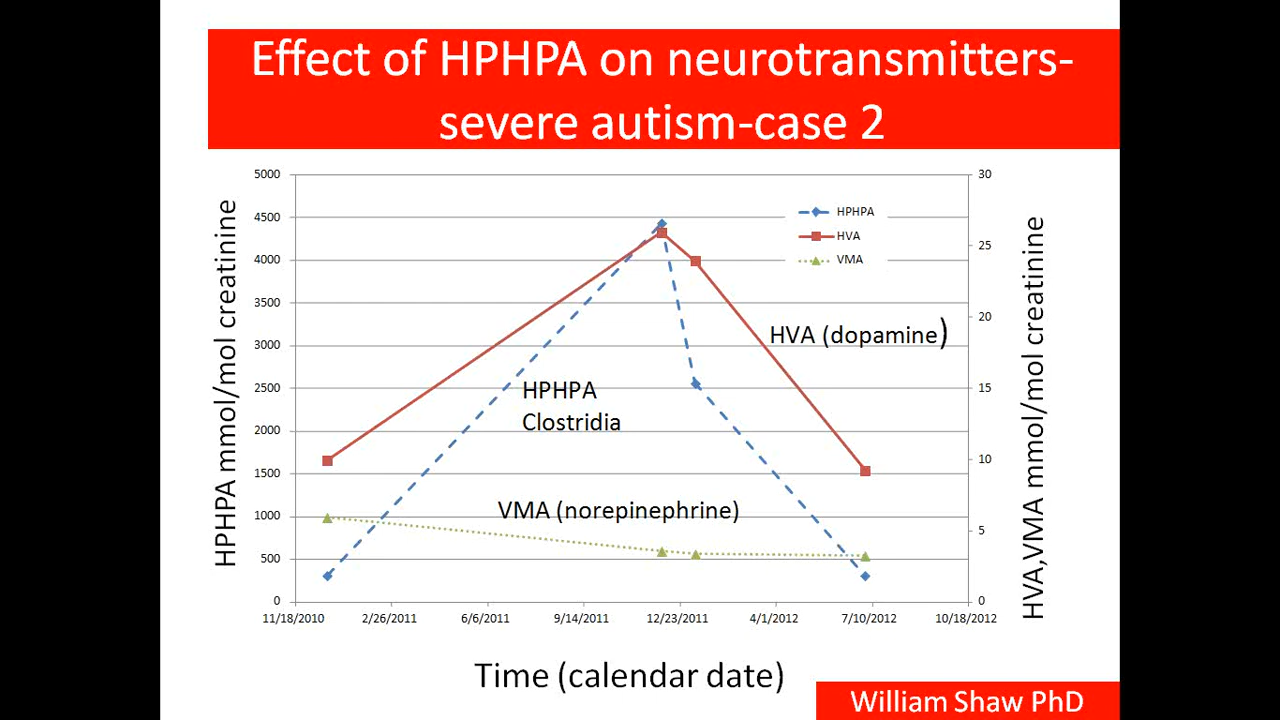 Effect of HPHPA on neurotransmitters-
severe autism-case 2
HPHPA mmol/mol creatinine
5000
4500
4000
3500
3000
2500
2000
1500
1000
500
0
30
25
20
15
10
5
0
HVA,VMA mmol/mol creatinine
HPHPA
HVA
VMA
HVA (dopamine)
HPHPA
Clostridia
VMA (norepinephrine)
11/18/2010 2/26/2011 6/6/2011 9/14/2011 12/23/2011 4/1/2012 7/10/2012 10/18/2012
Time (calendar date)
William Shaw PhD